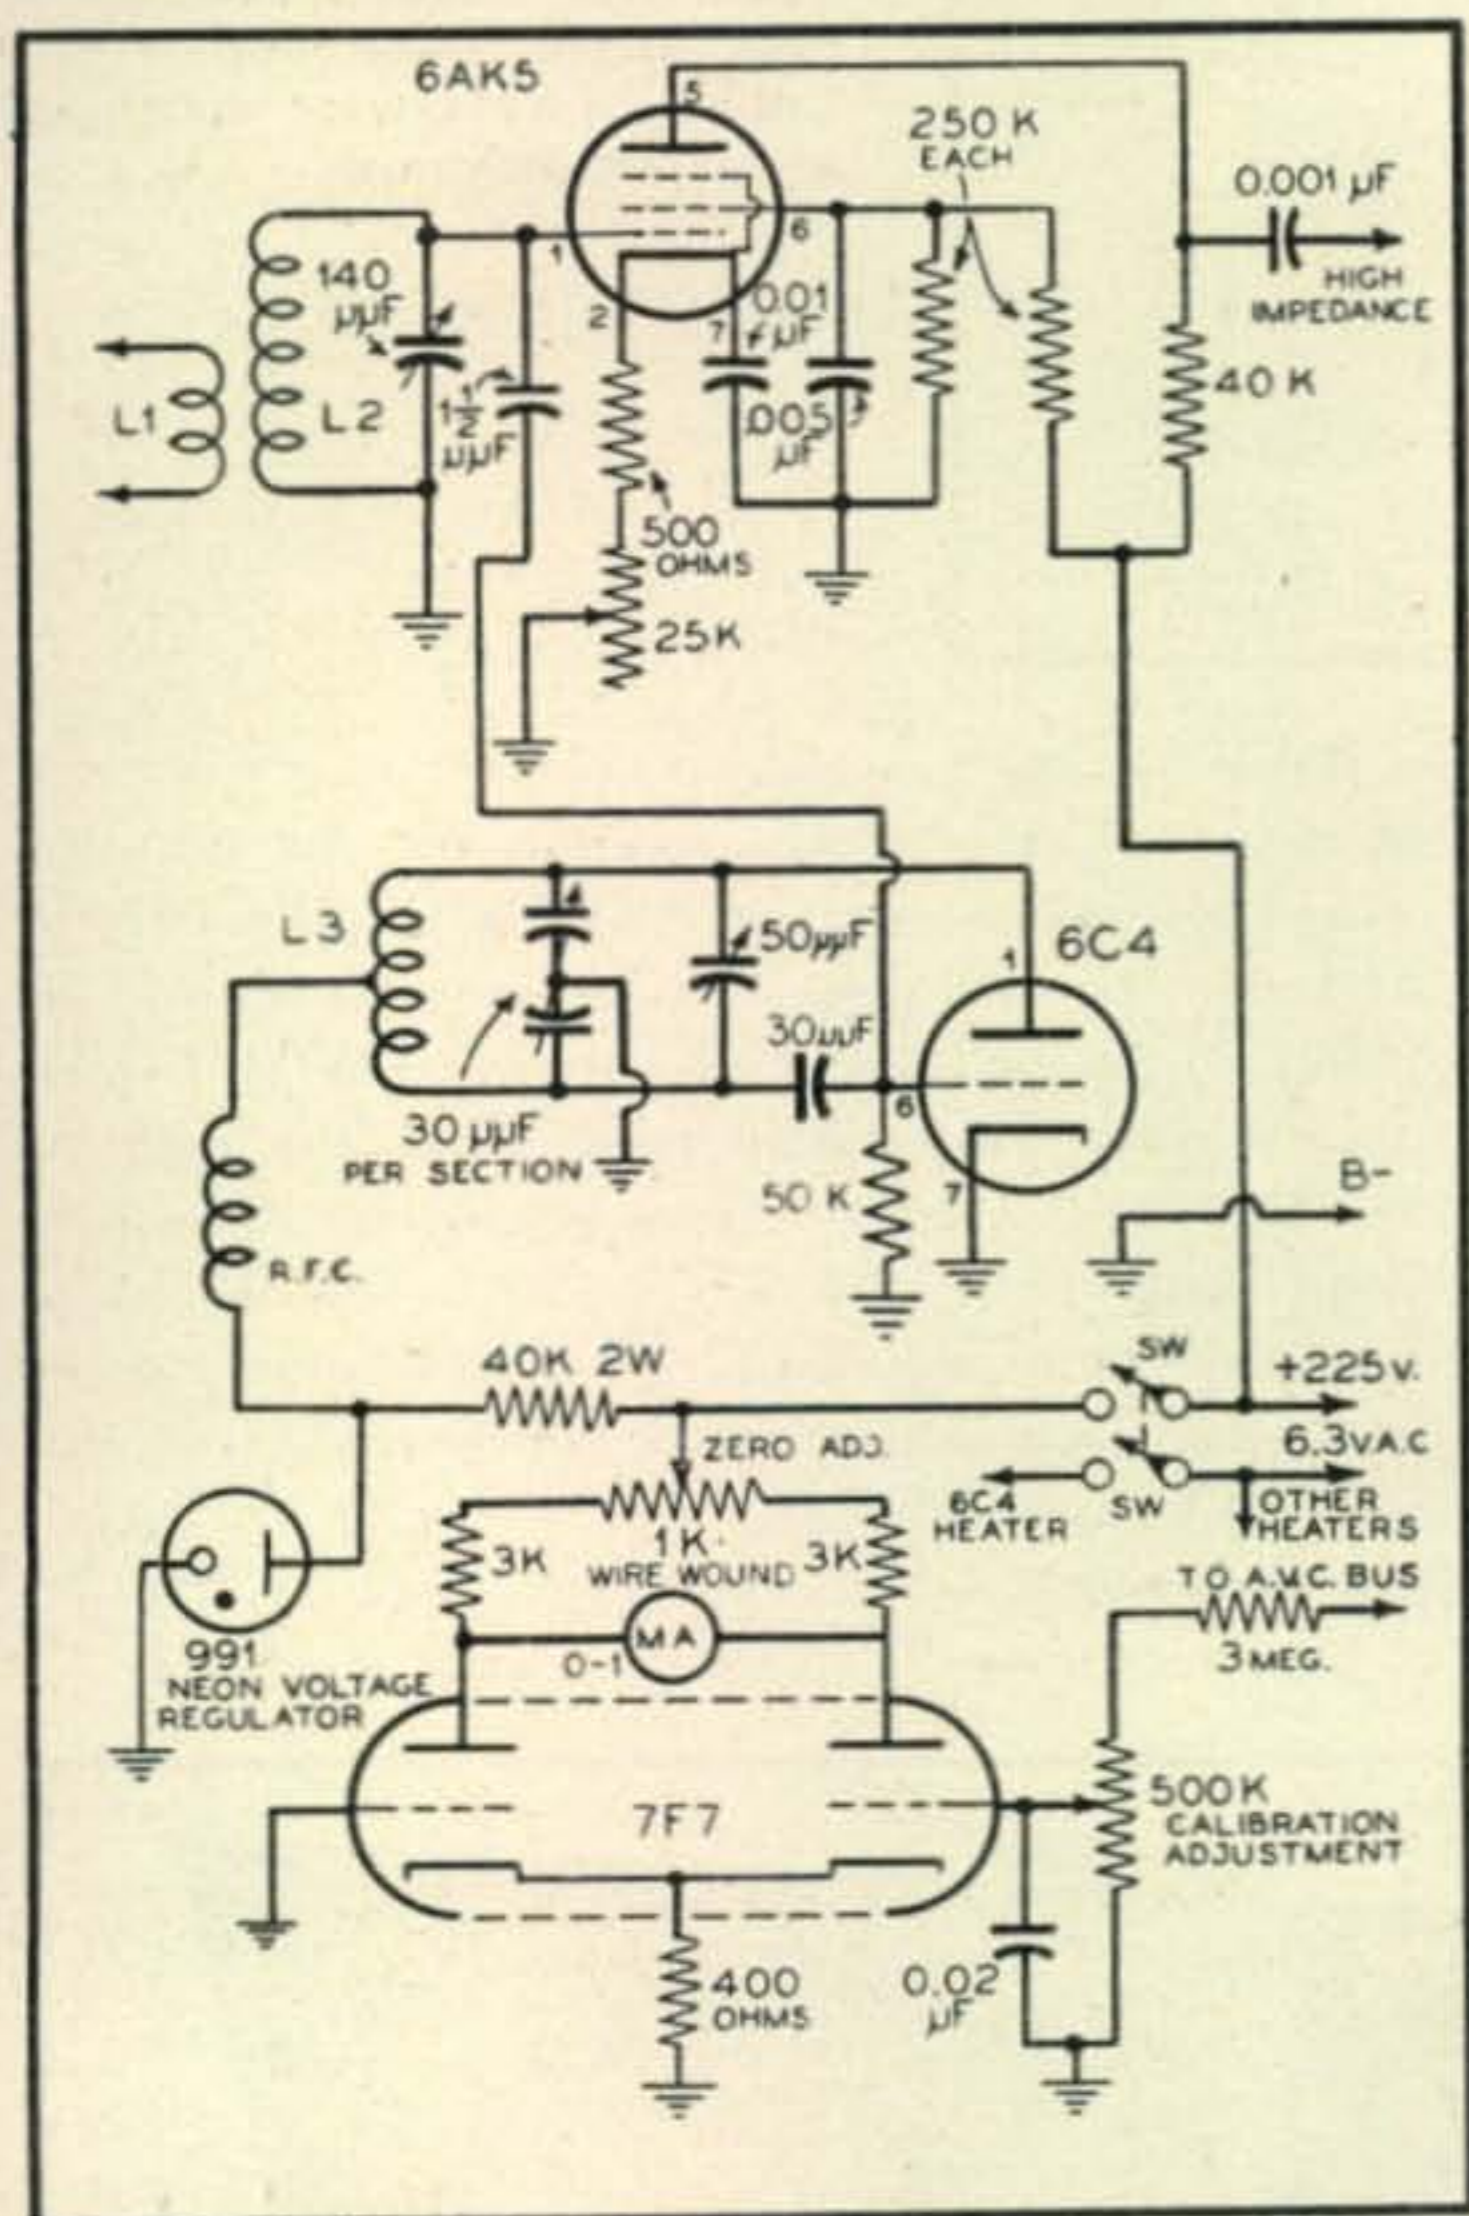 6AK5
5
250 K
EACH
0.001 µF
HIGH
IMPEDANCE
1
6
140
µµF
2
7
0.01
µF
L1
L2
1½
µµF
.005
µF
40 K
500
OHMS
25K
L3
50µµF
1
6C4
30µµF
6
30 µµF
PER SECTION
50 K
7
B-
R.F.C.
40K 2W
SW
+225V.
ZERO ADJ.
6.3V.A.C
6C4
HEATER
SW
OTHER
HEATERS
3K
1K
WIRE WOUND
3K
TO A.V.C. BUS
MA
0-1
3 MEG.
991
NEON VOLTAGE
REGULATOR
7F7
500K
CALIBRATION
ADJUSTMENT
400
OHMS
0.02
µF